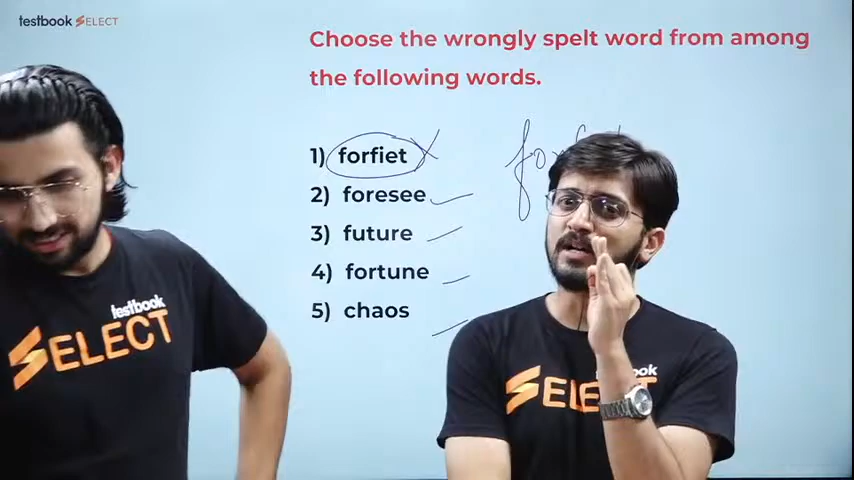 testbook SELECT
Choose the wrongly spelt word from among
the following words.
1) forfiet
2) foresee
3) future
4) fortune
5) chaos
testbook
SELECT
SELECT